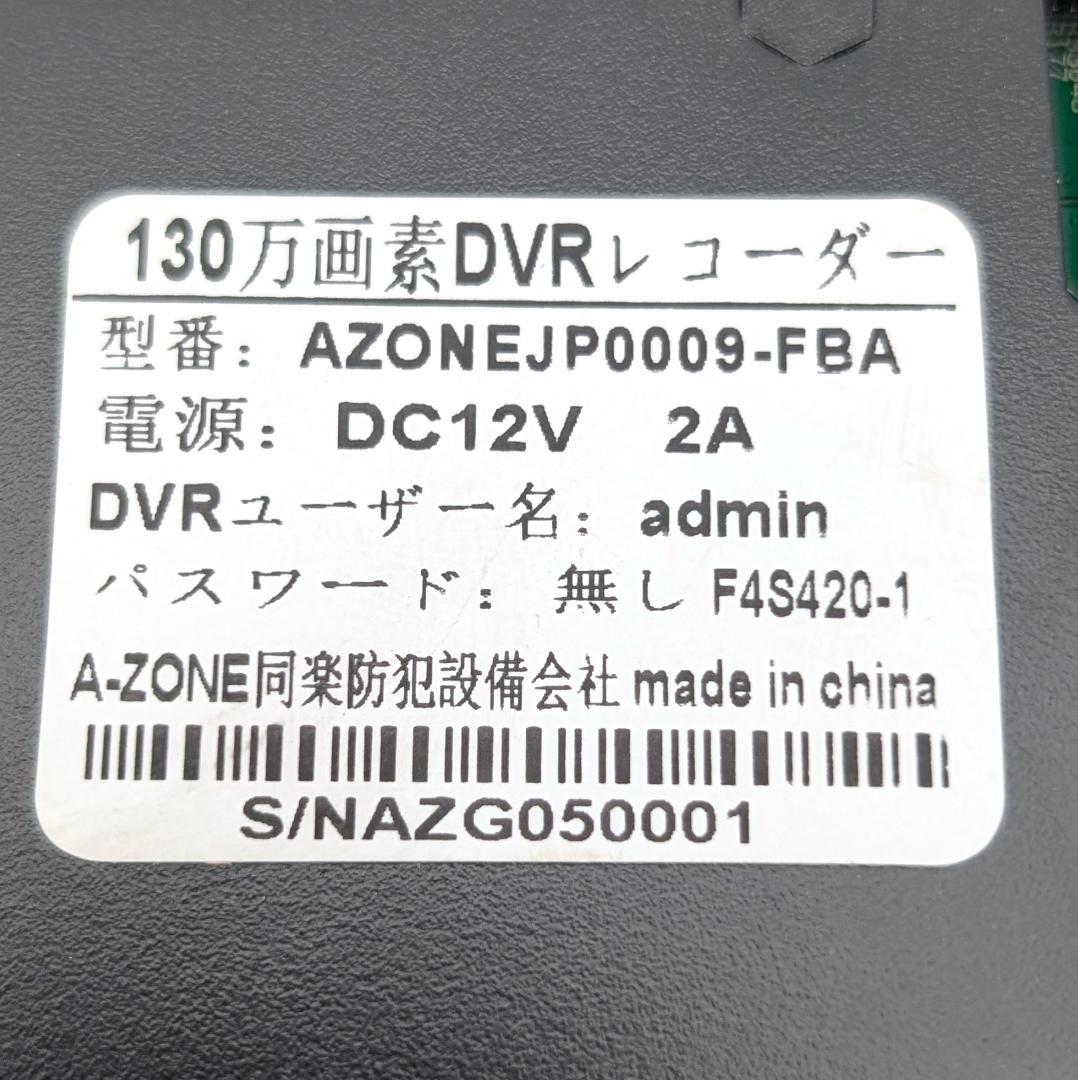 130万画素DVRレコーダー
型番： AZONEJP0009-FBA
電源： DC12V 2A
DVRユーザー名： admin
パスワード： 無し F4S420-1
A-ZONE同楽防犯設備会社 made in china
S/NAZG050001